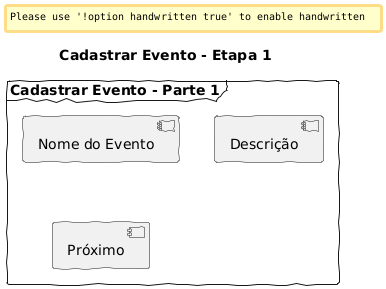 Please use '!option handwritten true' to enable handwritten
Cadastrar Evento - Etapa 1
Cadastrar Evento - Parte 1
Nome do Evento
Descrição
Próximo